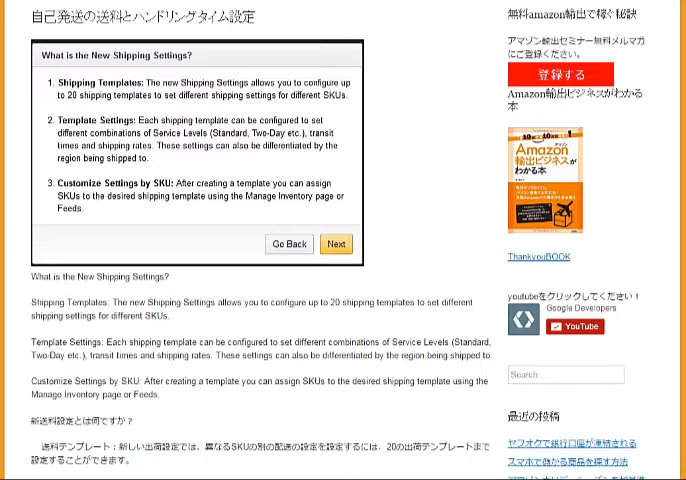 自己発送の送料とハンドリングタイム設定
What is the New Shipping Settings?
1. Shipping Templates: The new Shipping Settings allows you to configure up
to 20 shipping templates to set different shipping settings for different SKUs.
2. Template Settings: Each shipping template can be configured to set
different combinations of Service Levels (Standard, Two-Day etc.), transit
times and shipping rates. These settings can also be differentiated by the
region being shipped to.
3. Customize Settings by SKU: After creating a template you can assign
SKUs to the desired shipping template using the Manage Inventory page or
Feeds.
Go Back Next
What is the New Shipping Settings?
Shipping Templates: The new Shipping Settings allows you to configure up to 20 shipping templates to set different
shipping settings for different SKUs.
Template Settings: Each shipping template can be configured to set different combinations of Service Levels (Standard,
Two-Day etc.), transit times and shipping rates. These settings can also be differentiated by the region being shipped to.
Customize Settings by SKU: After creating a template you can assign SKUs to the desired shipping template using the
Manage Inventory page or Feeds.
新送料設定とは何ですか？
送料テンプレート：新しい出荷設定では、異なるSKUの別の配送の設定を設定するには、20の出荷テンプレートまで
設定することができます。
無料amazon輸出で稼ぐ秘訣
アマゾン輸出セミナー無料メルマガ
にご登録ください。
登録する
Amazon輸出ビジネスがわかる
本
Amazon
輸出ビジネスが
わかる本
ThankyouBOOK
youtubeをクリックしてください！
Google Developers
YouTube
Search …
最近の投稿
ヤフオクで銀行口座が凍結される
スマホで儲かる商品を探す方法